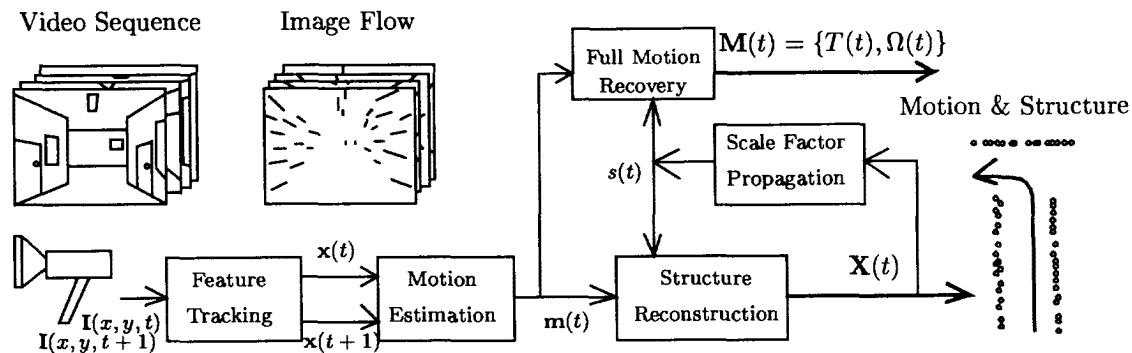 Video Sequence
Image Flow
Full Motion
Recovery
M(t) = {T(t), Ω(t)}
Motion & Structure
Scale Factor
Propagation
s(t)
I(x, y, t)
I(x, y, t+1)
Feature
Tracking
x(t)
x(t+1)
Motion
Estimation
m(t)
Structure
Reconstruction
X(t)